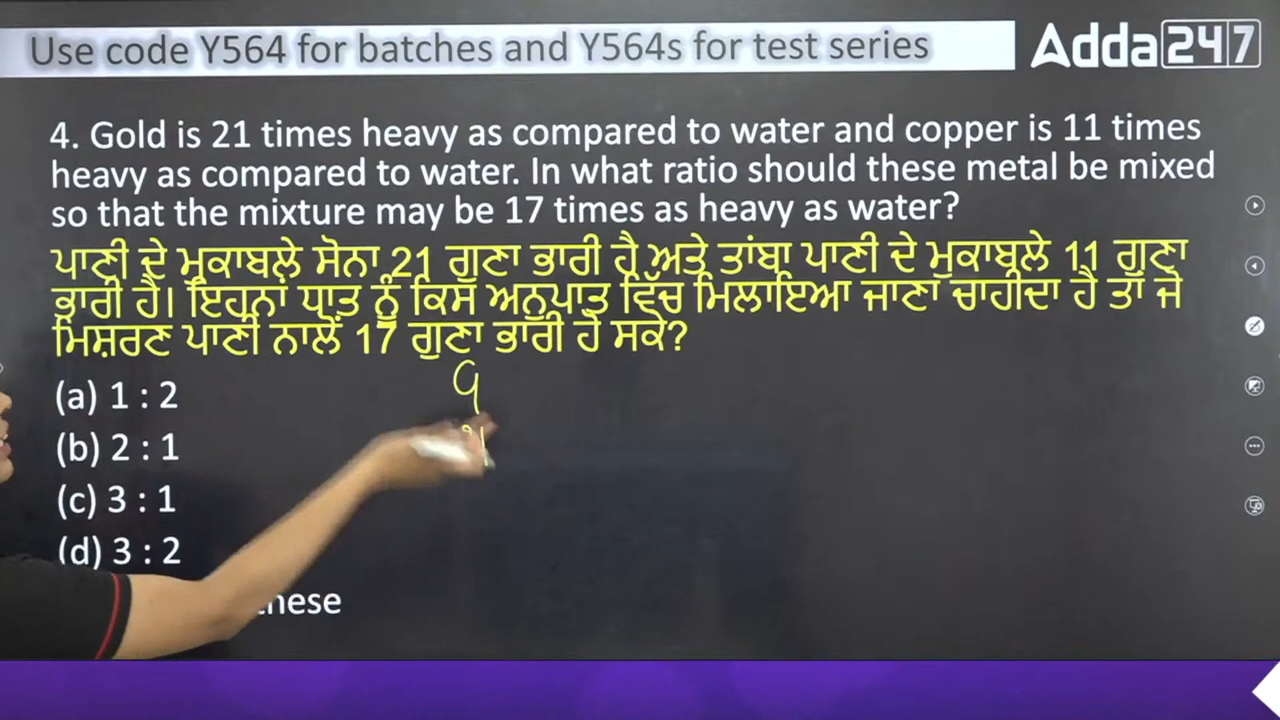 Use code Y564 for batches and Y564s for test series
Adda247
4. Gold is 21 times heavy as compared to water and copper is 11 times
heavy as compared to water. In what ratio should these metal be mixed
so that the mixture may be 17 times as heavy as water?
ਪਾਣੀ ਦੇ ਮੁਕਾਬਲੇ ਸੋਨਾ 21 ਗੁਣਾ ਭਾਰੀ ਹੈ ਅਤੇ ਤਾਂਬਾ ਪਾਣੀ ਦੇ ਮੁਕਾਬਲੇ 11 ਗੁਣਾ
ਭਾਰੀ ਹੈ। ਇਹਨਾਂ ਧਾਤੂ ਨੂੰ ਕਿਸ ਅਨੁਪਾਤ ਵਿੱਚ ਮਿਲਾਇਆ ਜਾਣਾ ਚਾਹੀਦਾ ਹੈ ਤਾਂ ਜੋ
ਮਿਸ਼ਰਣ ਪਾਣੀ ਨਾਲੋਂ 17 ਗੁਣਾ ਭਾਰੀ ਹੋ ਸਕੇ?
(a) 1 : 2
(b) 2 : 1
(c) 3 : 1
(d) 3 : 2